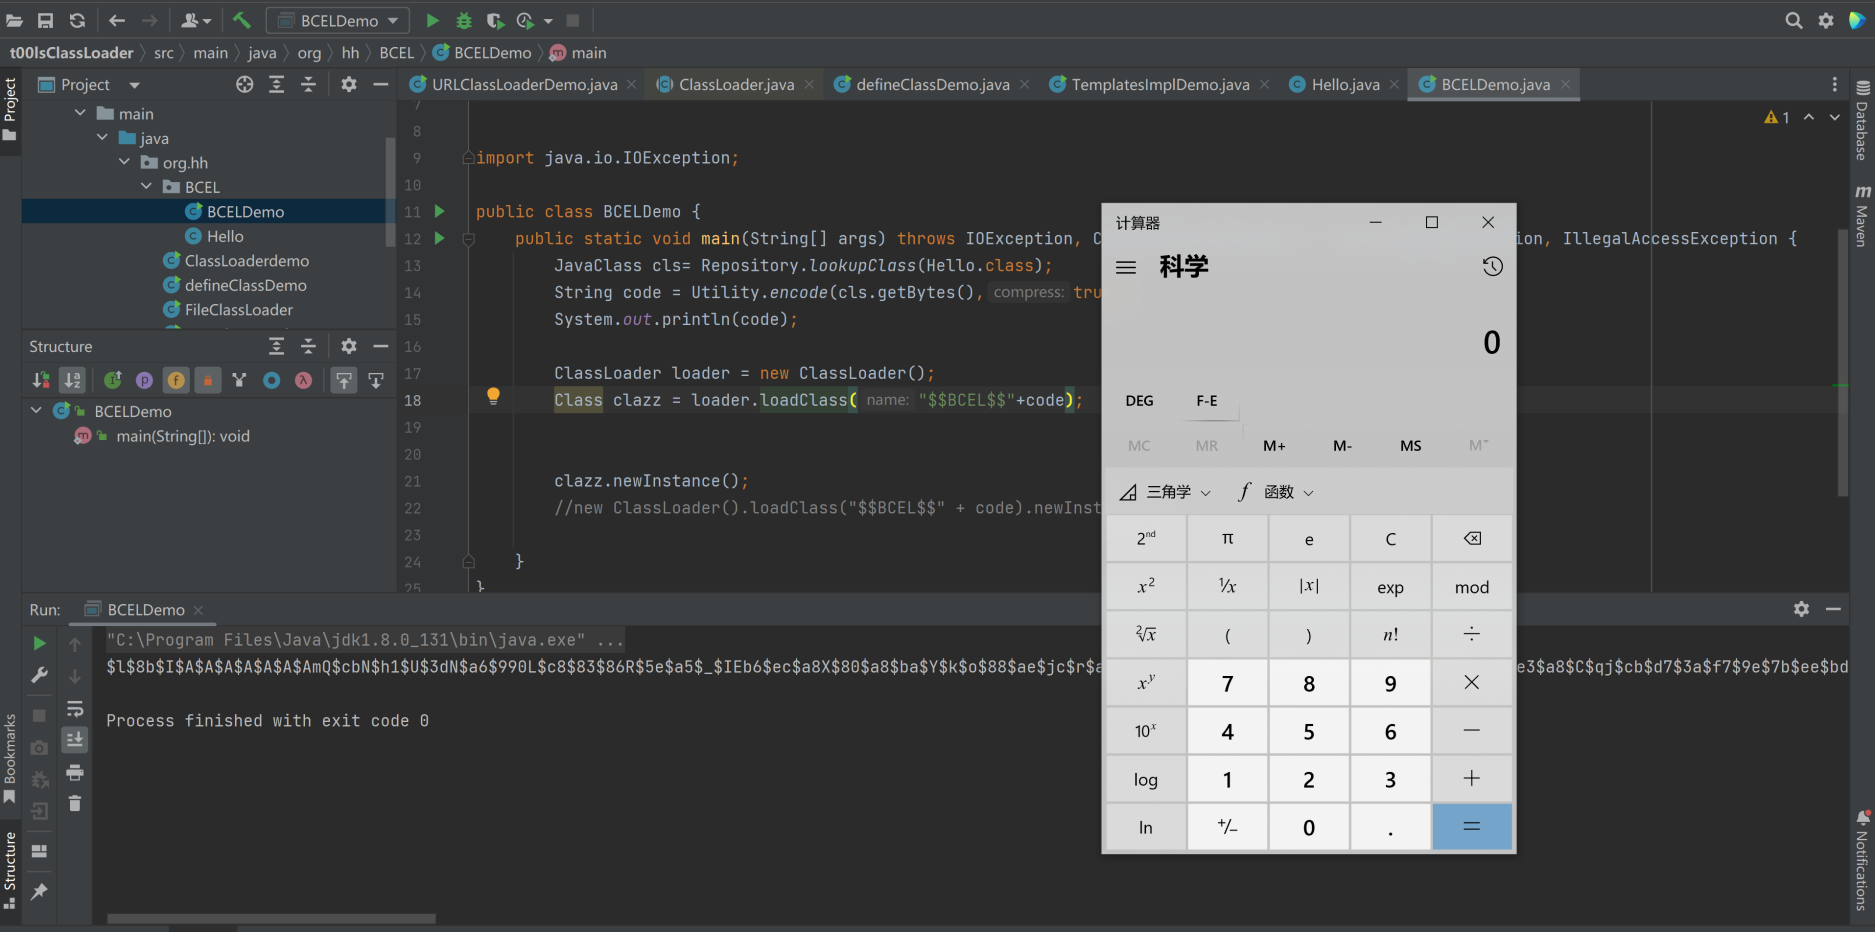 BCELDemo
t00lsClassLoader > src > main > java > org > hh > BCEL > BCELDemo > main
Project
URLClassLoaderDemo.java
ClassLoader.java
defineClassDemo.java
TemplatesImplDemo.java
Hello.java
BCELDemo.java
Project
Database
Maven
main
java
org.hh
BCEL
BCELDemo
Hello
ClassLoaderdemo
defineClassDemo
FileClassLoader
Structure
BCELDemo
main(String[]): void
1
7
8
9 import java.io.IOException;
10
11 public class BCELDemo {
12 public static void main(String[] args) throws IOException, C
ion, IllegalAccessException {
13 JavaClass cls= Repository.lookupClass(Hello.class);
14 String code = Utility.encode(cls.getBytes(), compress: tru
15 System.out.println(code);
16
17 ClassLoader loader = new ClassLoader();
18 Class clazz = loader.loadClass( name: "$$BCEL$$"+code);
19
20
21 clazz.newInstance();
22 //new ClassLoader().loadClass("$$BCEL$$" + code).newInst
23
24 }
25 }
计算器
科学
0
DEG F-E
MC MR M+ M- MS M˅
三角学 f 函数
2nd π e C
x² ¹/x |x| exp mod
²√x ( ) n! ÷
xʸ 7 8 9 ×
10ˣ 4 5 6 −
log 1 2 3 +
ln +/− 0 . =
Run: BCELDemo
"C:\Program Files\Java\jdk1.8.0_131\bin\java.exe" ...
$l$8b$I$A$A$A$A$A$A$AmQ$cbN$h1$U$3dN$a6$990L$c8$83$86R$5e$a5$_$IEb6$ec$a8X$80$a8$ba$Y$k$o$88$ae$jc$r$a
e3$a8$C$qj$cb$d7$3a$f7$9e$7b$ee$bd
Process finished with exit code 0
Bookmarks
Structure
Notifications